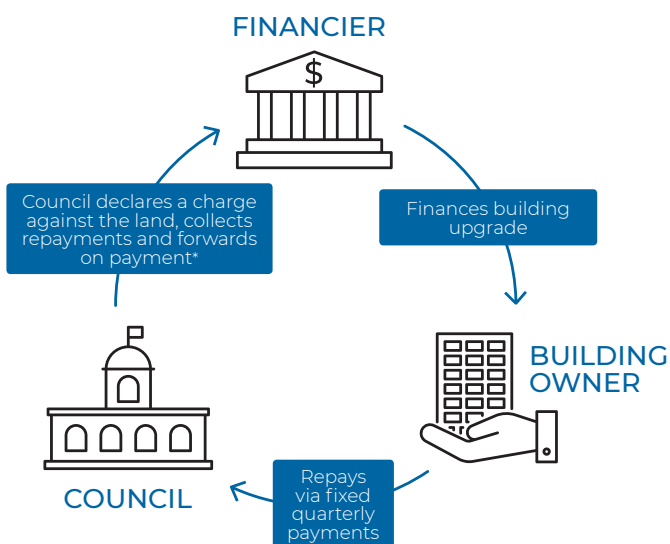 FINANCIER
$
Council declares a charge
against the land, collects
repayments and forwards
on payment*
Finances building
upgrade
BUILDING
OWNER
COUNCIL
Repays
via fixed
quarterly
payments